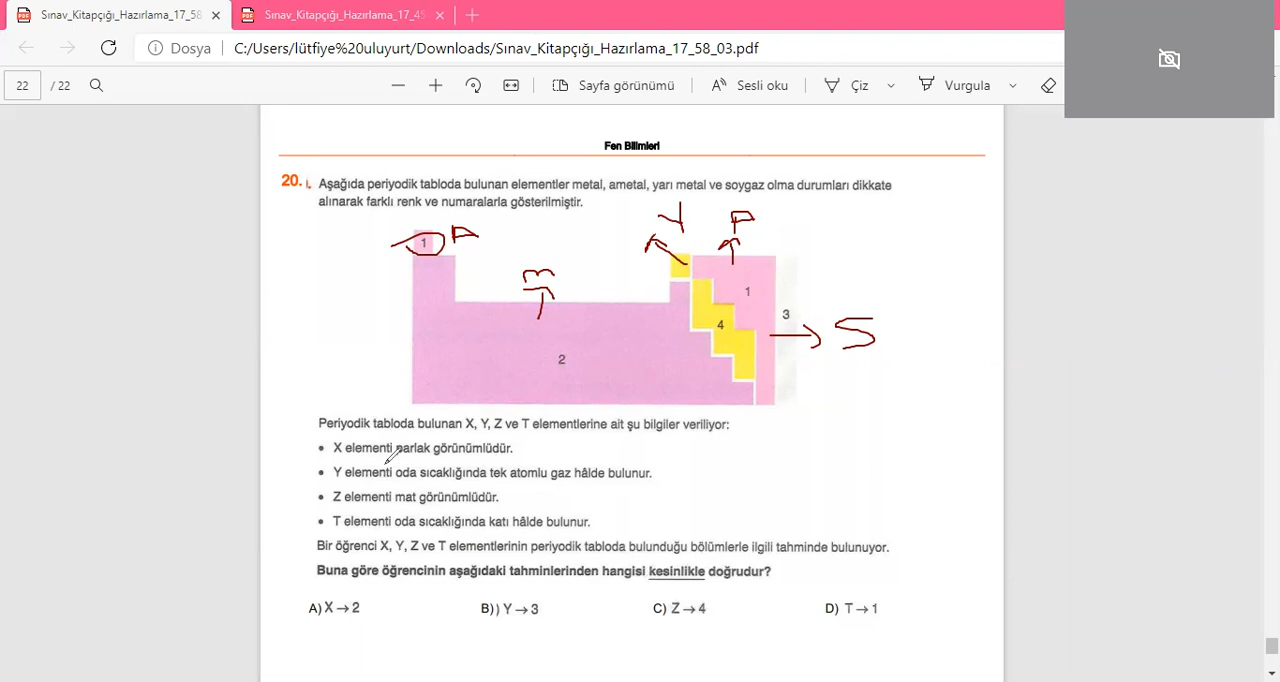 Sınav_Kitapçığı_Hazırlama_17_58
Sınav_Kitapçığı_Hazırlama_17_45
Dosya
C:/Users/lütfiye%20uluyurt/Downloads/Sınav_Kitapçığı_Hazırlama_17_58_03.pdf
22 / 22
Sayfa görünümü
Sesli oku
Çiz
Vurgula
Fen Bilimleri
20. I. Aşağıda periyodik tabloda bulunan elementler metal, ametal, yarı metal ve soygaz olma durumları dikkate
alınarak farklı renk ve numaralarla gösterilmiştir.
1 A
Y
A
m
1
3
4
S
2
Periyodik tabloda bulunan X, Y, Z ve T elementlerine ait şu bilgiler veriliyor:
• X elementi parlak görünümlüdür.
• Y elementi oda sıcaklığında tek atomlu gaz hâlde bulunur.
• Z elementi mat görünümlüdür.
• T elementi oda sıcaklığında katı hâlde bulunur.
Bir öğrenci X, Y, Z ve T elementlerinin periyodik tabloda bulunduğu bölümlerle ilgili tahminde bulunuyor.
Buna göre öğrencinin aşağıdaki tahminlerinden hangisi kesinlikle doğrudur?
A) X → 2
B)) Y → 3
C) Z → 4
D) T → 1